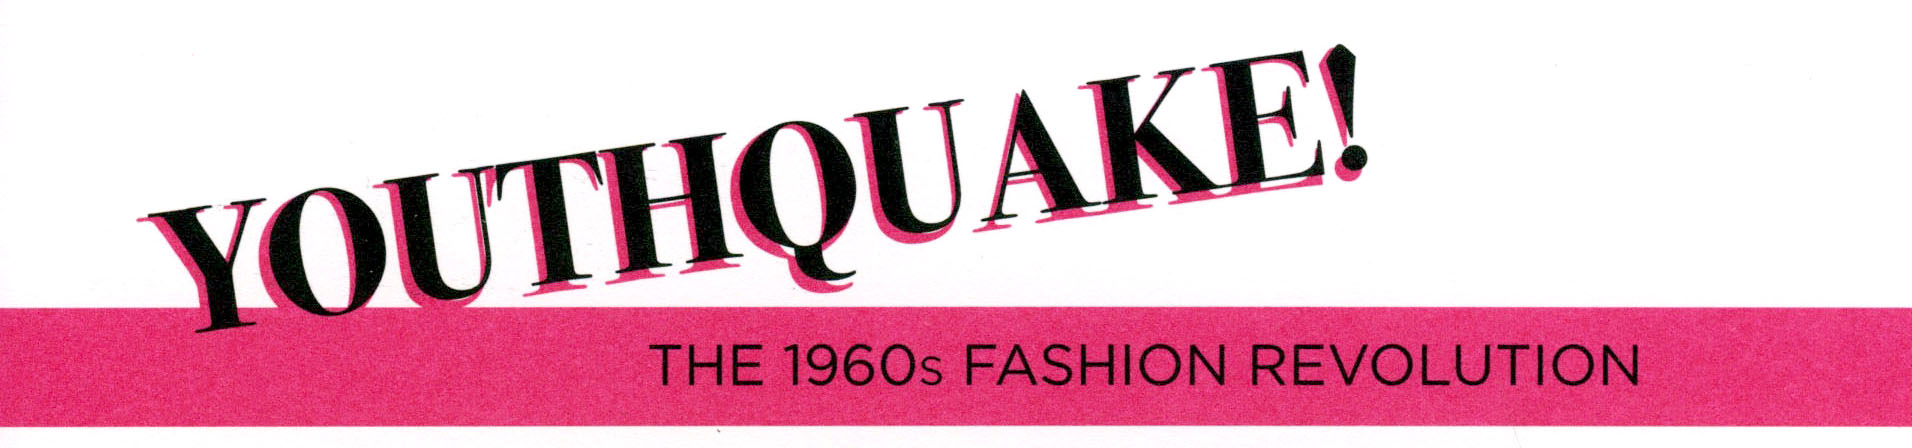 YOUTHQUAKE!
THE 1960s FASHION REVOLUTION